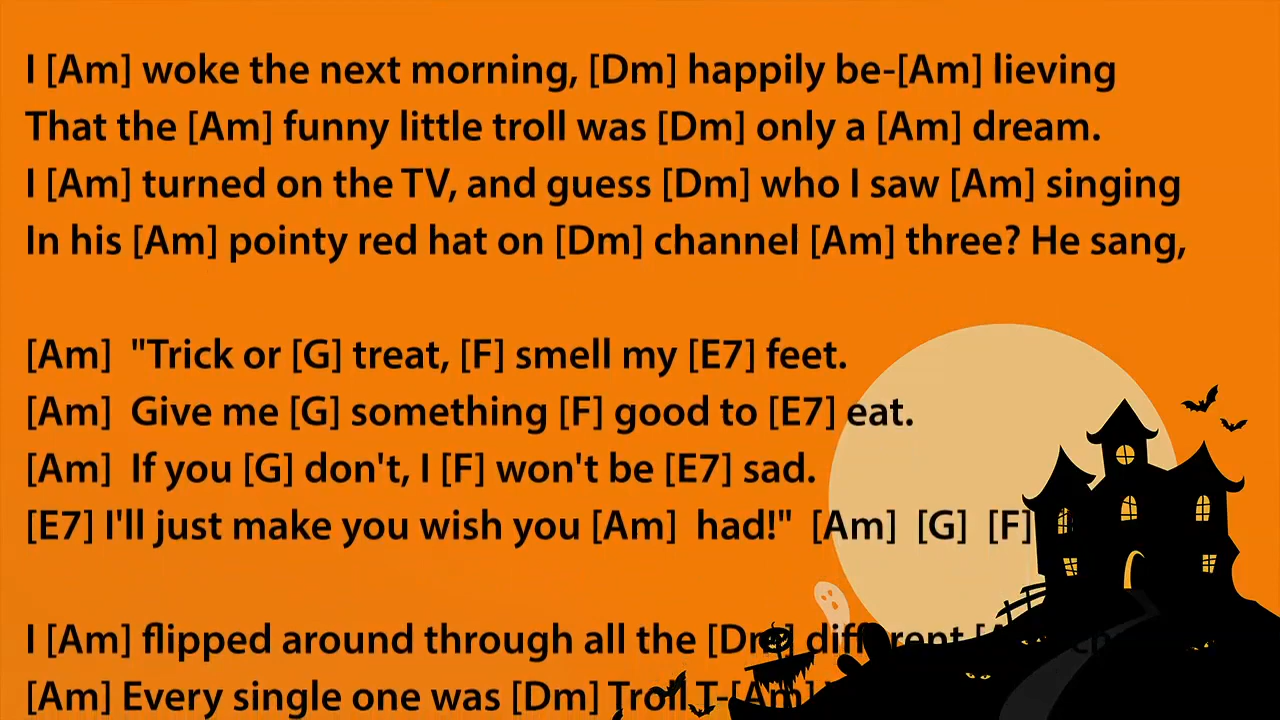 I [Am] woke the next morning, [Dm] happily be-[Am] lieving
That the [Am] funny little troll was [Dm] only a [Am] dream.
I [Am] turned on the TV, and guess [Dm] who I saw [Am] singing
In his [Am] pointy red hat on [Dm] channel [Am] three? He sang,
[Am] "Trick or [G] treat, [F] smell my [E7] feet.
[Am] Give me [G] something [F] good to [E7] eat.
[Am] If you [G] don't, I [F] won't be [E7] sad.
[E7] I'll just make you wish you [Am] had!" [Am] [G] [F]
I [Am] flipped around through all the [Dm] different
[Am] Every single one was [Dm] Troll T-[Am]